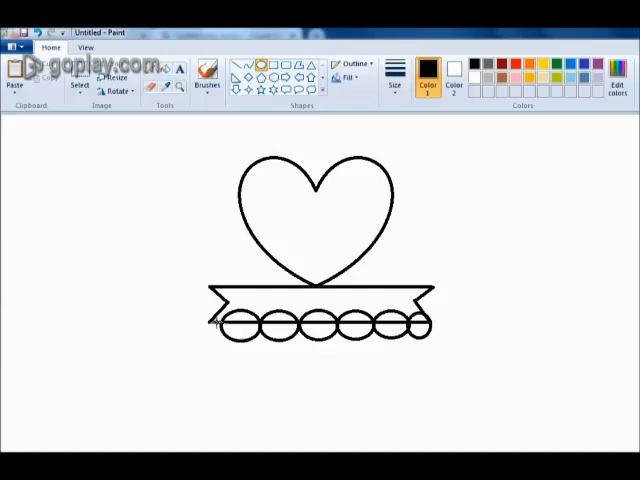 Untitled - Paint
goplay.com
Home
View
Paste
Select
Resize
Rotate
Brushes
Outline
Fill
Size
Color 1
Color 2
Edit colors
Clipboard
Image
Tools
Shapes
Colors